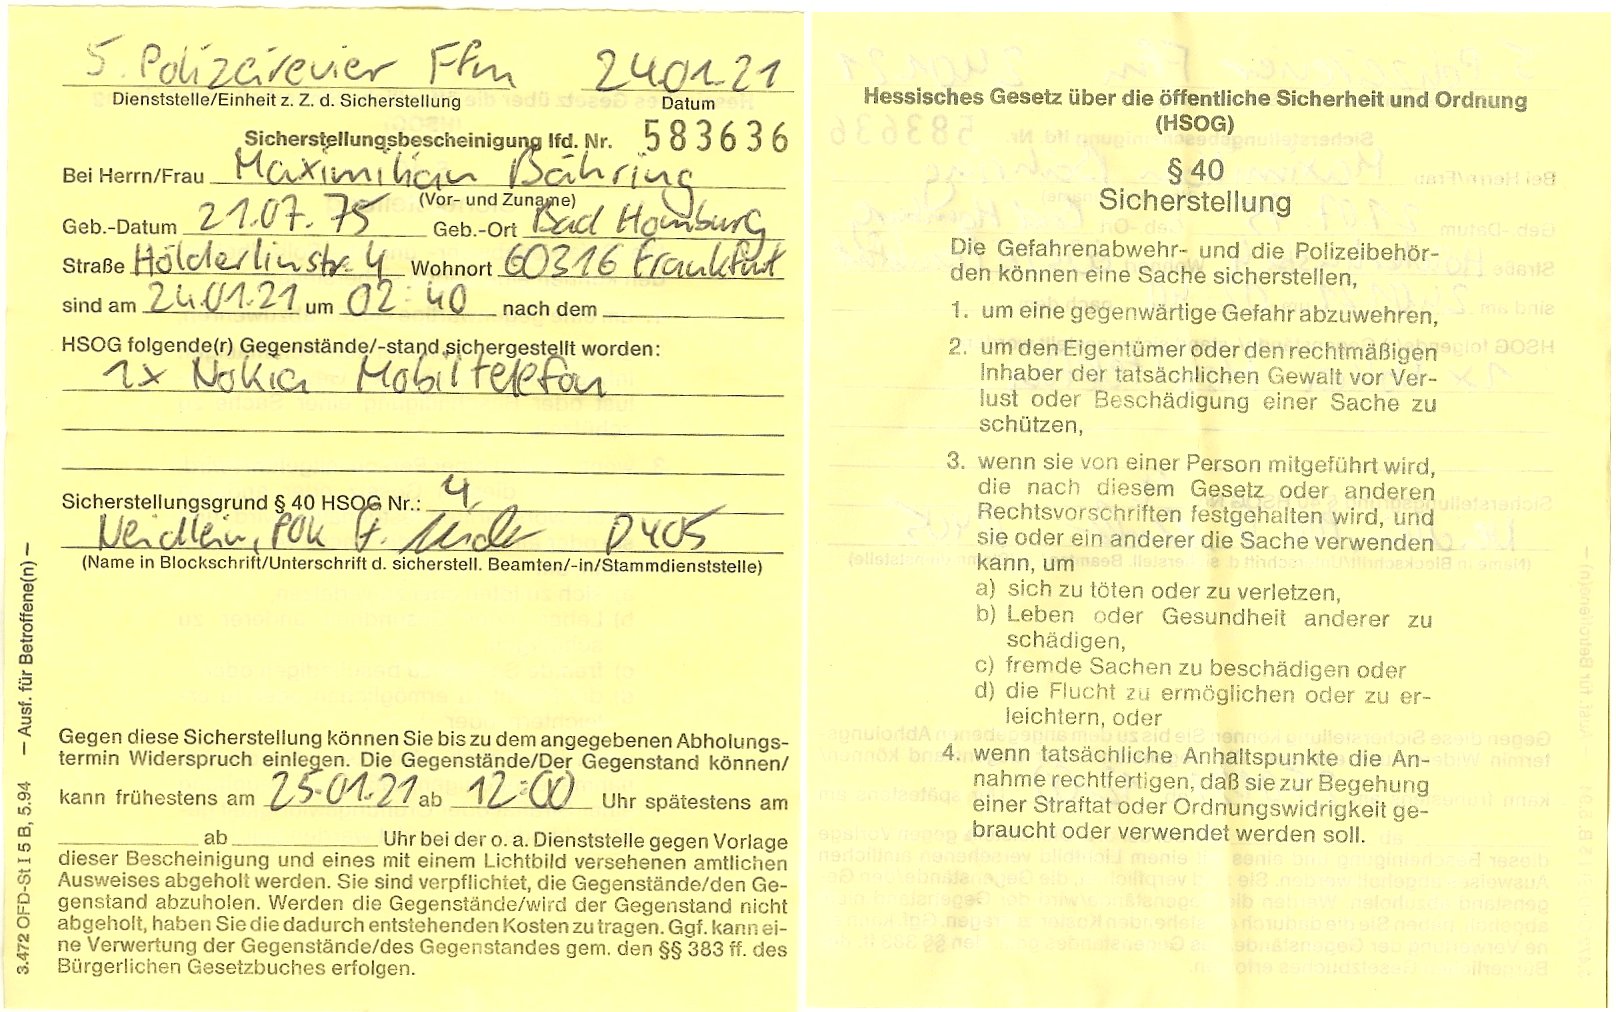 5. Polizeirevier Ffm 24.01.21
Dienststelle/Einheit z. Z. d. Sicherstellung Datum
Sicherstellungsbescheinigung lfd. Nr. 583636
Bei Herrn/Frau Maximilian Bähring
(Vor- und Zuname)
Geb.-Datum 21.07.75 Geb.-Ort Bad Homburg
Straße Hölderlinstr. 4 Wohnort 60316 Frankfurt
sind am 24.01.21 um 02:40 nach dem
HSOG folgende(r) Gegenstände/-stand sichergestellt worden:
1x Nokia Mobiltelefon
Sicherstellungsgrund § 40 HSOG Nr.: 4.
Neidlein, POK D405
(Name in Blockschrift/Unterschrift d. sicherstell. Beamten/-in/Stammdienststelle)
Gegen diese Sicherstellung können Sie bis zu dem angegebenen Abholungs-
termin Widerspruch einlegen. Die Gegenstände/Der Gegenstand können/
kann frühestens am 25.01.21 ab 12:00 Uhr spätestens am
ab Uhr bei der o. a. Dienststelle gegen Vorlage
dieser Bescheinigung und eines mit einem Lichtbild versehenen amtlichen
Ausweises abgeholt werden. Sie sind verpflichtet, die Gegenstände/den Ge-
genstand abzuholen. Werden die Gegenstände/wird der Gegenstand nicht
abgeholt, haben Sie die dadurch entstehenden Kosten zu tragen. Ggf. kann ei-
ne Verwertung der Gegenstände/des Gegenstandes gem. den §§ 383 ff. des
Bürgerlichen Gesetzbuches erfolgen.
3.472 OFD-St I 5 B, 5.94 — Ausf. für Betroffene(n) —
Hessisches Gesetz über die öffentliche Sicherheit und Ordnung
(HSOG)
§ 40
Sicherstellung
Die Gefahrenabwehr- und die Polizeibehör-
den können eine Sache sicherstellen,
1. um eine gegenwärtige Gefahr abzuwehren,
2. um den Eigentümer oder den rechtmäßigen
Inhaber der tatsächlichen Gewalt vor Ver-
lust oder Beschädigung einer Sache zu
schützen,
3. wenn sie von einer Person mitgeführt wird,
die nach diesem Gesetz oder anderen
Rechtsvorschriften festgehalten wird, und
sie oder ein anderer die Sache verwenden
kann, um
a) sich zu töten oder zu verletzen,
b) Leben oder Gesundheit anderer zu
schädigen,
c) fremde Sachen zu beschädigen oder
d) die Flucht zu ermöglichen oder zu er-
leichtern, oder
4. wenn tatsächliche Anhaltspunkte die An-
nahme rechtfertigen, daß sie zur Begehung
einer Straftat oder Ordnungswidrigkeit ge-
braucht oder verwendet werden soll.